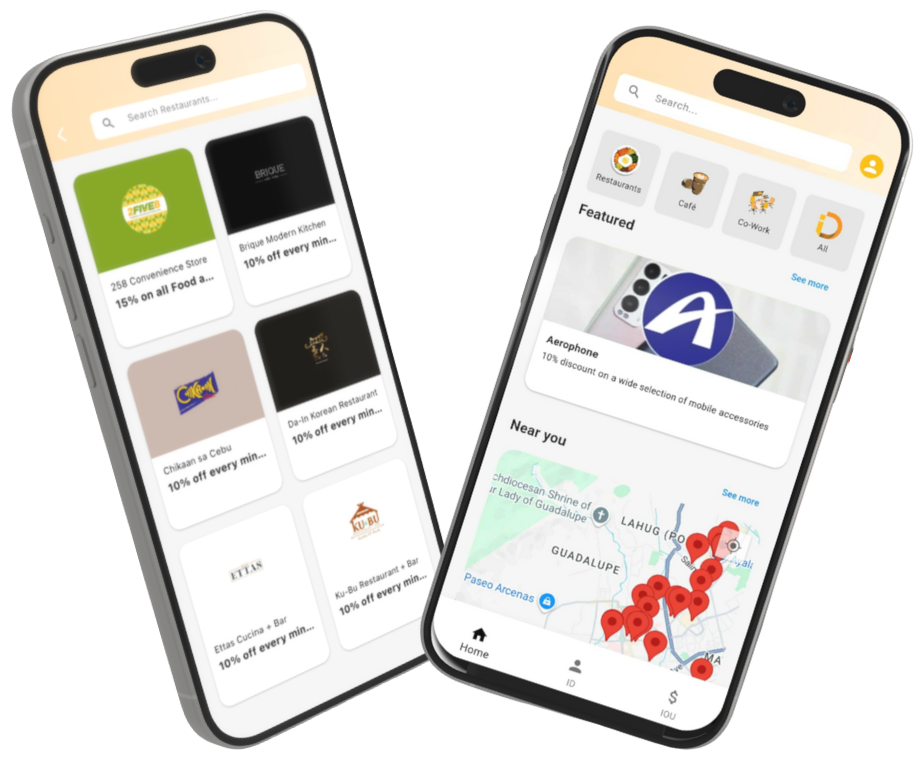 Search Restaurants...
258 Convenience Store
15% on all Food a...
BRIQUE
Brique Modern Kitchen
10% off every min...
Chikaan sa Cebu
10% off every min...
Da-In Korean Restaurant
10% off every min...
ETTAS
Ettas Cucina + Bar
10% off every min...
KU·BU
Ku-Bu Restaurant + Bar
10% off every min...
Search...
Restaurants
Café
Co-Work
All
Featured
See more
Aerophone
10% discount on a wide selection of mobile accessories
Near you
See more
chdiocesan Shrine of
ur Lady of Guadalupe
LAHUG (PO
GUADALUPE
Paseo Arcenas
MA
Home
ID
IOU